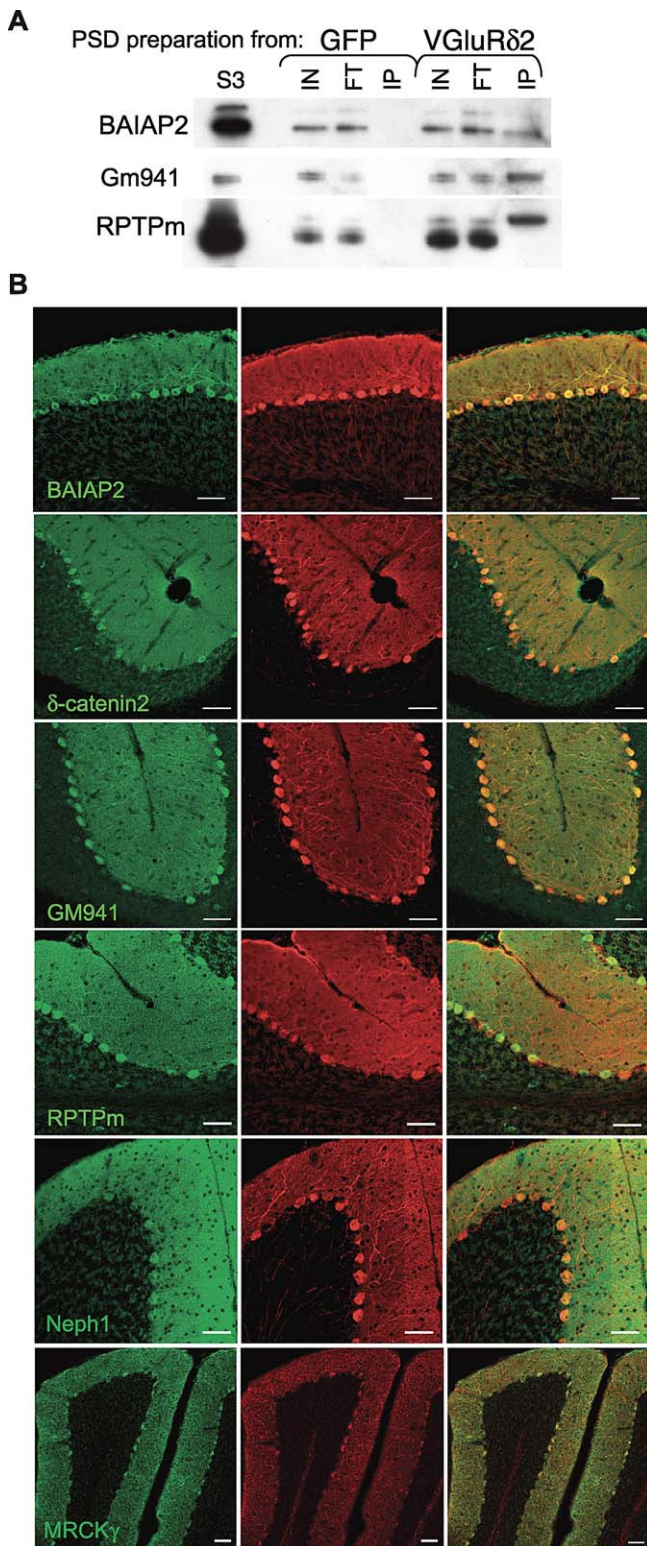 A
PSD preparation from: GFP VGluRδ2
S3 IN FT IP IN FT IP
BAIAP2
Gm941
RPTPm
B
BAIAP2
δ-catenin2
GM941
RPTPm
Neph1
MRCKγ